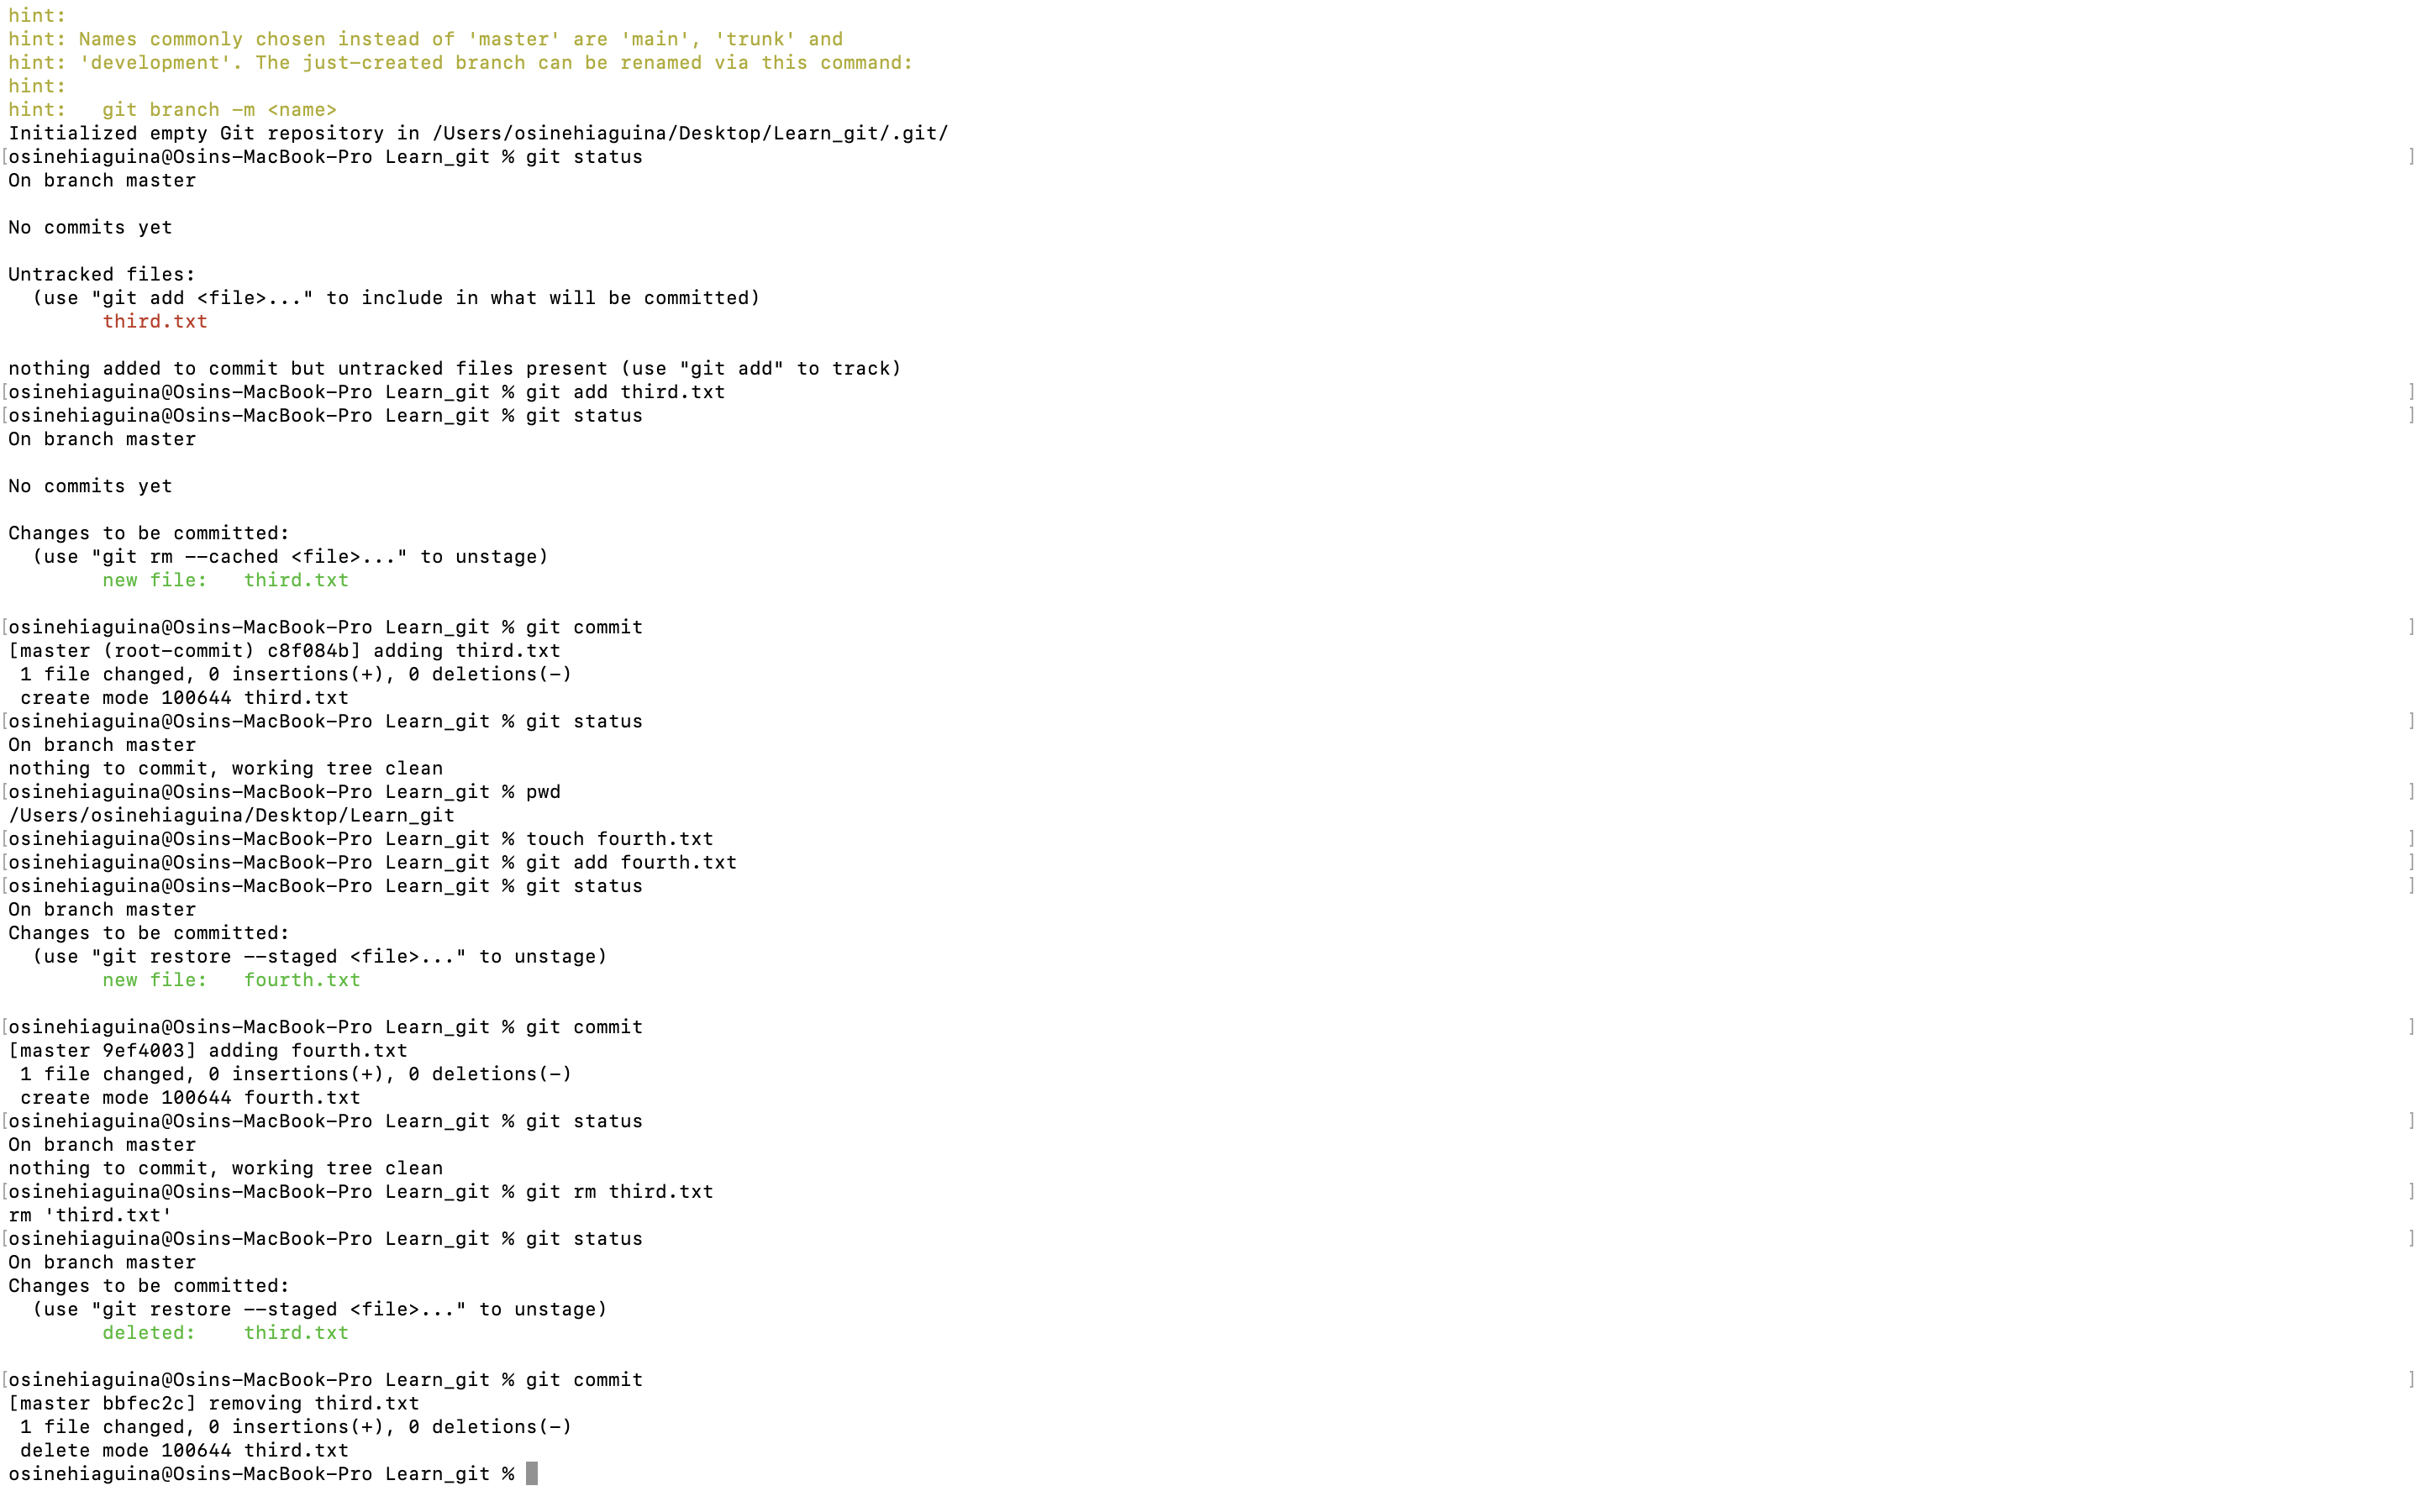 hint:
hint: Names commonly chosen instead of 'master' are 'main', 'trunk' and
hint: 'development'. The just-created branch can be renamed via this command:
hint:
hint:   git branch -m <name>
Initialized empty Git repository in /Users/osinehiaguina/Desktop/Learn_git/.git/
[osinehiaguina@Osins-MacBook-Pro Learn_git % git status ]
On branch master

No commits yet

Untracked files:
  (use "git add <file>..." to include in what will be committed)
        third.txt

nothing added to commit but untracked files present (use "git add" to track)
[osinehiaguina@Osins-MacBook-Pro Learn_git % git add third.txt ]
[osinehiaguina@Osins-MacBook-Pro Learn_git % git status ]
On branch master

No commits yet

Changes to be committed:
  (use "git rm --cached <file>..." to unstage)
        new file:   third.txt

[osinehiaguina@Osins-MacBook-Pro Learn_git % git commit ]
[master (root-commit) c8f084b] adding third.txt
 1 file changed, 0 insertions(+), 0 deletions(-)
 create mode 100644 third.txt
[osinehiaguina@Osins-MacBook-Pro Learn_git % git status ]
On branch master
nothing to commit, working tree clean
[osinehiaguina@Osins-MacBook-Pro Learn_git % pwd ]
/Users/osinehiaguina/Desktop/Learn_git
[osinehiaguina@Osins-MacBook-Pro Learn_git % touch fourth.txt ]
[osinehiaguina@Osins-MacBook-Pro Learn_git % git add fourth.txt ]
[osinehiaguina@Osins-MacBook-Pro Learn_git % git status ]
On branch master
Changes to be committed:
  (use "git restore --staged <file>..." to unstage)
        new file:   fourth.txt

[osinehiaguina@Osins-MacBook-Pro Learn_git % git commit ]
[master 9ef4003] adding fourth.txt
 1 file changed, 0 insertions(+), 0 deletions(-)
 create mode 100644 fourth.txt
[osinehiaguina@Osins-MacBook-Pro Learn_git % git status ]
On branch master
nothing to commit, working tree clean
[osinehiaguina@Osins-MacBook-Pro Learn_git % git rm third.txt ]
rm 'third.txt'
[osinehiaguina@Osins-MacBook-Pro Learn_git % git status ]
On branch master
Changes to be committed:
  (use "git restore --staged <file>..." to unstage)
        deleted:    third.txt

[osinehiaguina@Osins-MacBook-Pro Learn_git % git commit ]
[master bbfec2c] removing third.txt
 1 file changed, 0 insertions(+), 0 deletions(-)
 delete mode 100644 third.txt
osinehiaguina@Osins-MacBook-Pro Learn_git %